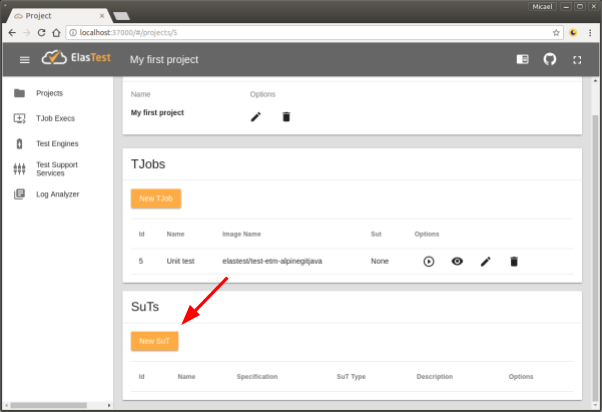 Micael
Project
localhost:37000/#/projects/5
ElasTest
My first project
Projects
TJob Execs
Test Engines
Test Support
Services
Log Analyzer
Name Options
My first project
TJobs
New TJob
Id Name Image Name Sut Options
5 Unit test elastest/test-etm-alpinegitjava None
SuTs
New SuT
Id Name Specification SuT Type Description Options